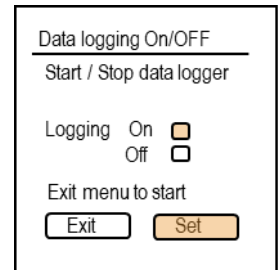 Data logging On/OFF
Start / Stop data logger
Logging On
Off
Exit menu to start
Exit Set